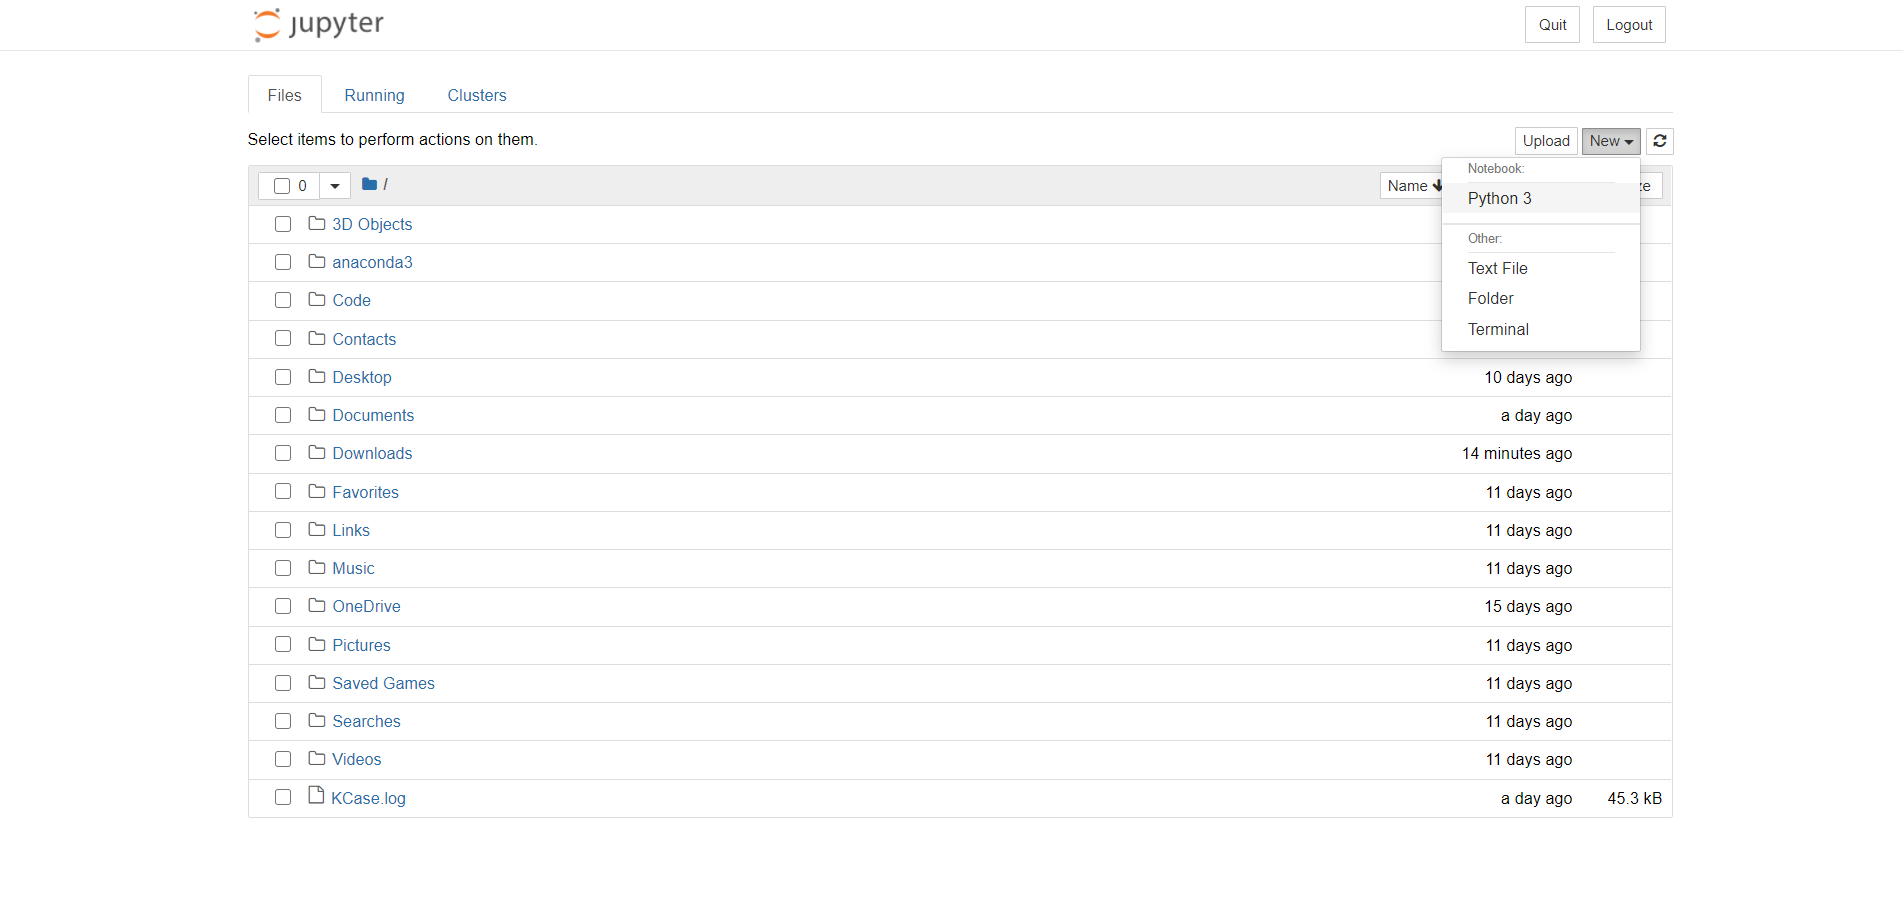 jupyter
Quit
Logout
Files
Running
Clusters
Select items to perform actions on them.
Upload
New
0
/
Name
ze
Notebook:
Python 3
Other:
Text File
Folder
Terminal
3D Objects
anaconda3
Code
Contacts
Desktop 10 days ago
Documents a day ago
Downloads 14 minutes ago
Favorites 11 days ago
Links 11 days ago
Music 11 days ago
OneDrive 15 days ago
Pictures 11 days ago
Saved Games 11 days ago
Searches 11 days ago
Videos 11 days ago
KCase.log a day ago 45.3 kB